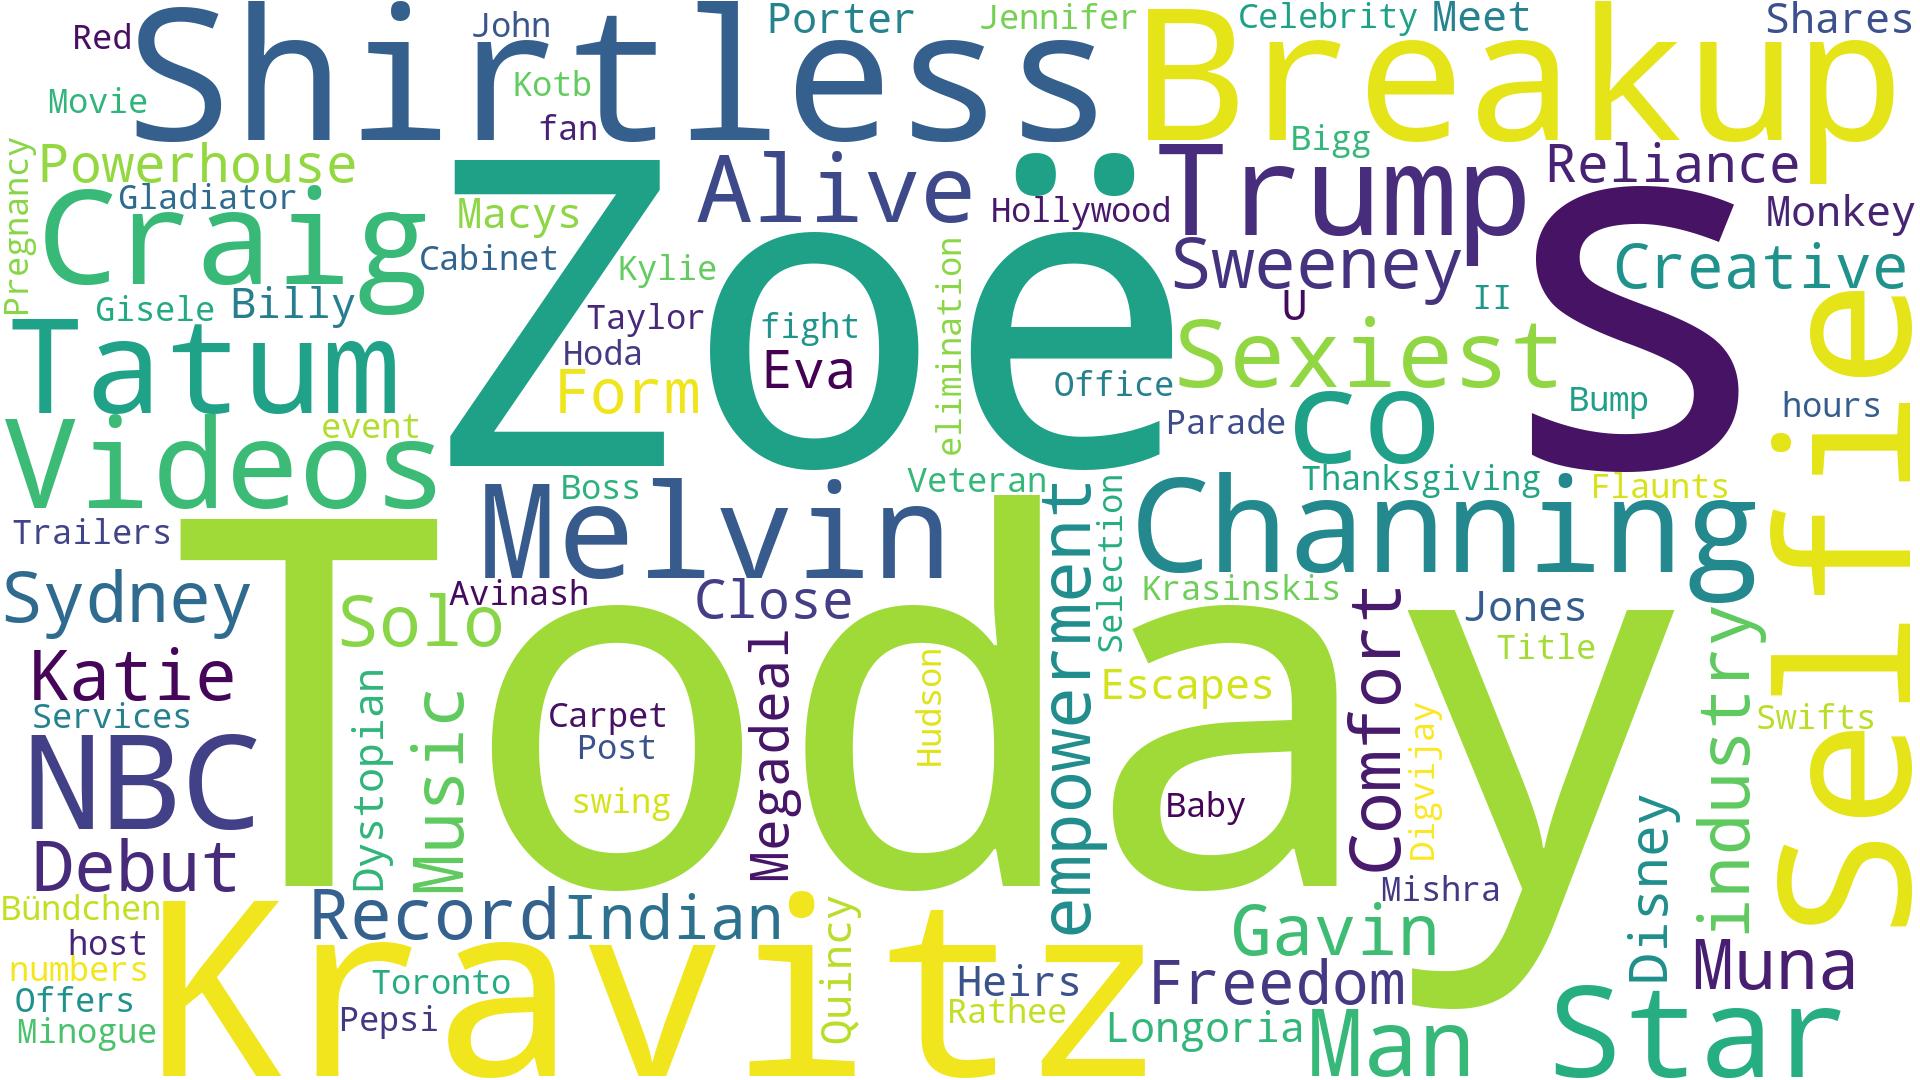 Red
Shirtless
John
Porter
Jennifer
Breakup
Celebrity
Meet
Shares
Movie
Kotb
fan
Bigg
Pregnancy
Powerhouse
Zoë
Alive
Trump
Reliance
Craig
Gladiator
Macys
Hollywood
S
Monkey
Cabinet
Kylie
elimination
Sweeney
Creative
Gisele
Billy
Taylor
fight
U
II
Selfie
Tatum
Hoda
Eva
Sexiest
Form
Office
co
Bump
hours
Videos
event
Parade
Boss
Veteran
Thanksgiving
Flaunts
Trailers
Today
Melvin
empowerment
Selection
Channing
Sydney
Solo
Avinash
Close
Krasinskis
Comfort
Jones
Title
industry
Katie
Services
Dystopian
Music
Carpet
Post
Megadeal
Hudson
Escapes
Digvijay
Swifts
NBC
swing
Baby
Disney
Debut
Mishra
Bündchen
Kravitz
Record
Indian
Quincy
Gavin
host
Muna
numbers
Toronto
Heirs
Freedom
Offers
Pepsi
Rathee
Longoria
Man
Star
Minogue